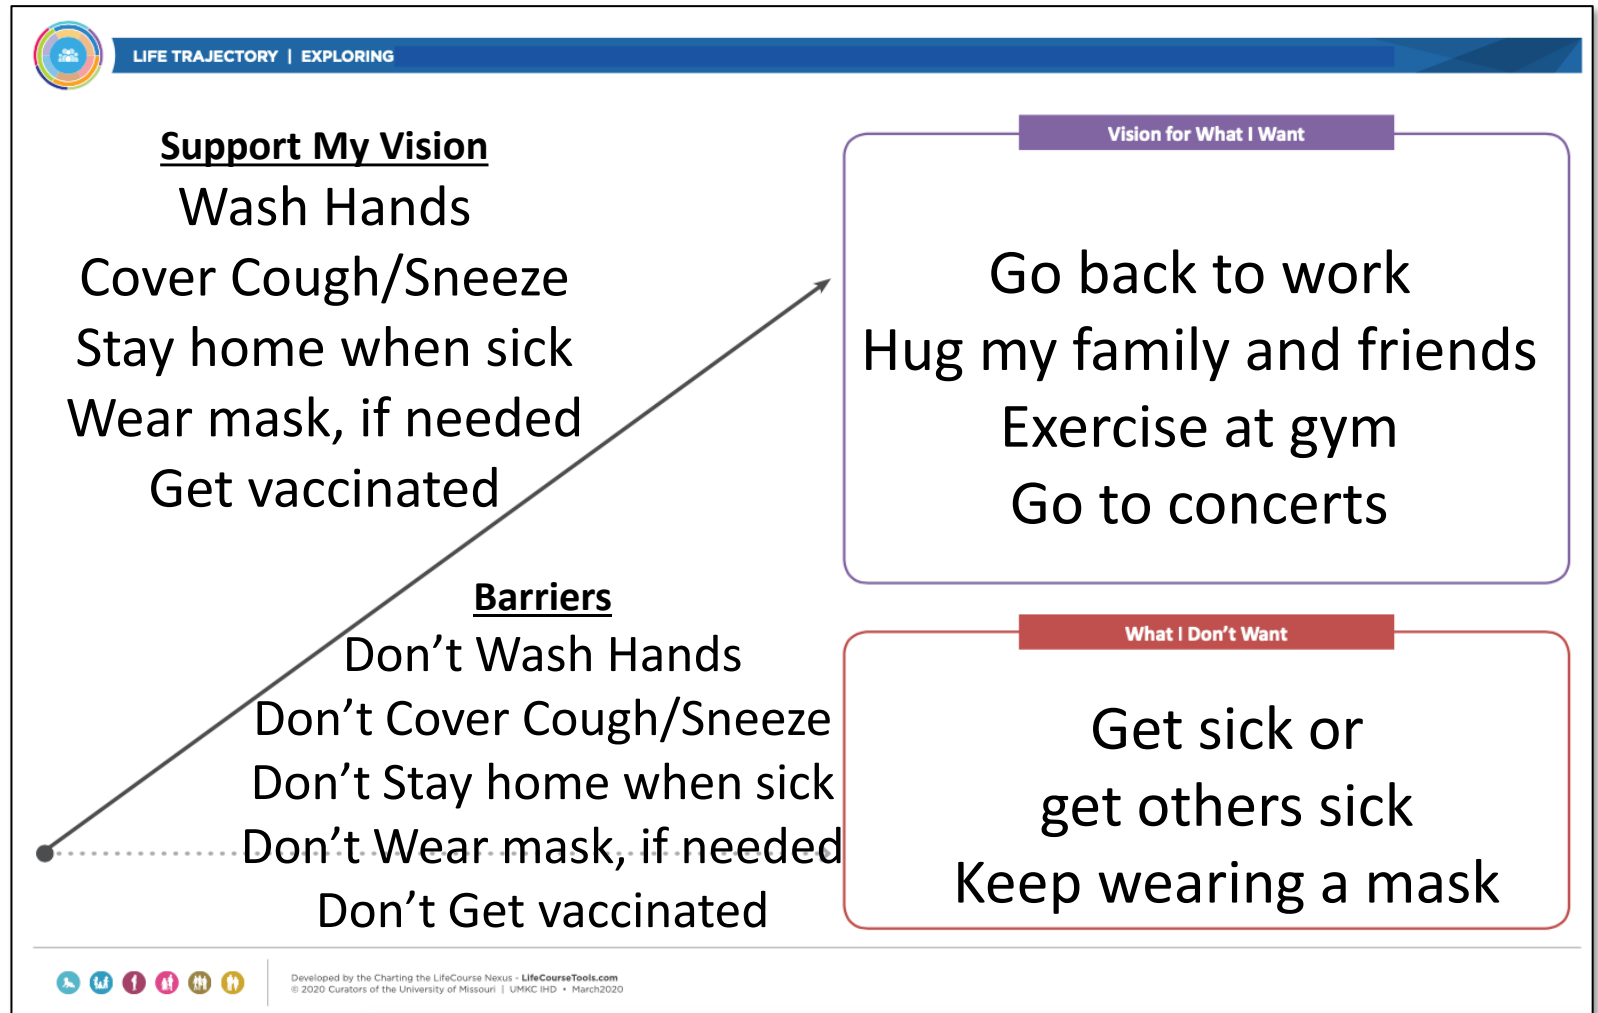 LIFE TRAJECTORY | EXPLORING
Support My Vision
Wash Hands
Cover Cough/Sneeze
Stay home when sick
Wear mask, if needed
Get vaccinated
Vision for What I Want
Go back to work
Hug my family and friends
Exercise at gym
Go to concerts
Barriers
Don’t Wash Hands
Don’t Cover Cough/Sneeze
Don’t Stay home when sick
Don’t Wear mask, if needed
Don’t Get vaccinated
What I Don’t Want
Get sick or
get others sick
Keep wearing a mask
Developed by the Charting the LifeCourse Nexus - LifeCourseTools.com
© 2020 Curators of the University of Missouri | UMKC IHD • March2020